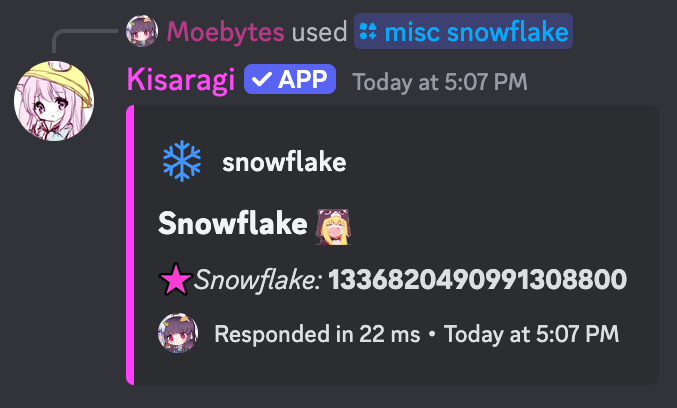 Moebytes used misc snowflake
Kisaragi APP Today at 5:07 PM
snowflake
Snowflake
Snowflake: 1336820490991308800
Responded in 22 ms • Today at 5:07 PM